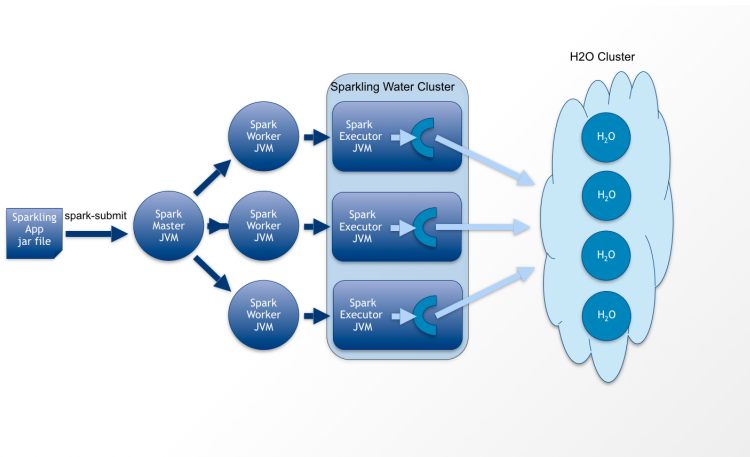 H2O Cluster
Sparkling Water Cluster
Spark
Worker
JVM
Spark
Executor
JVM
H₂O
Sparkling
App
jar file
spark-submit
Spark
Master
JVM
Spark
Worker
JVM
Spark
Executor
JVM
H₂O
H₂O
Spark
Worker
JVM
Spark
Executor
JVM
H₂O